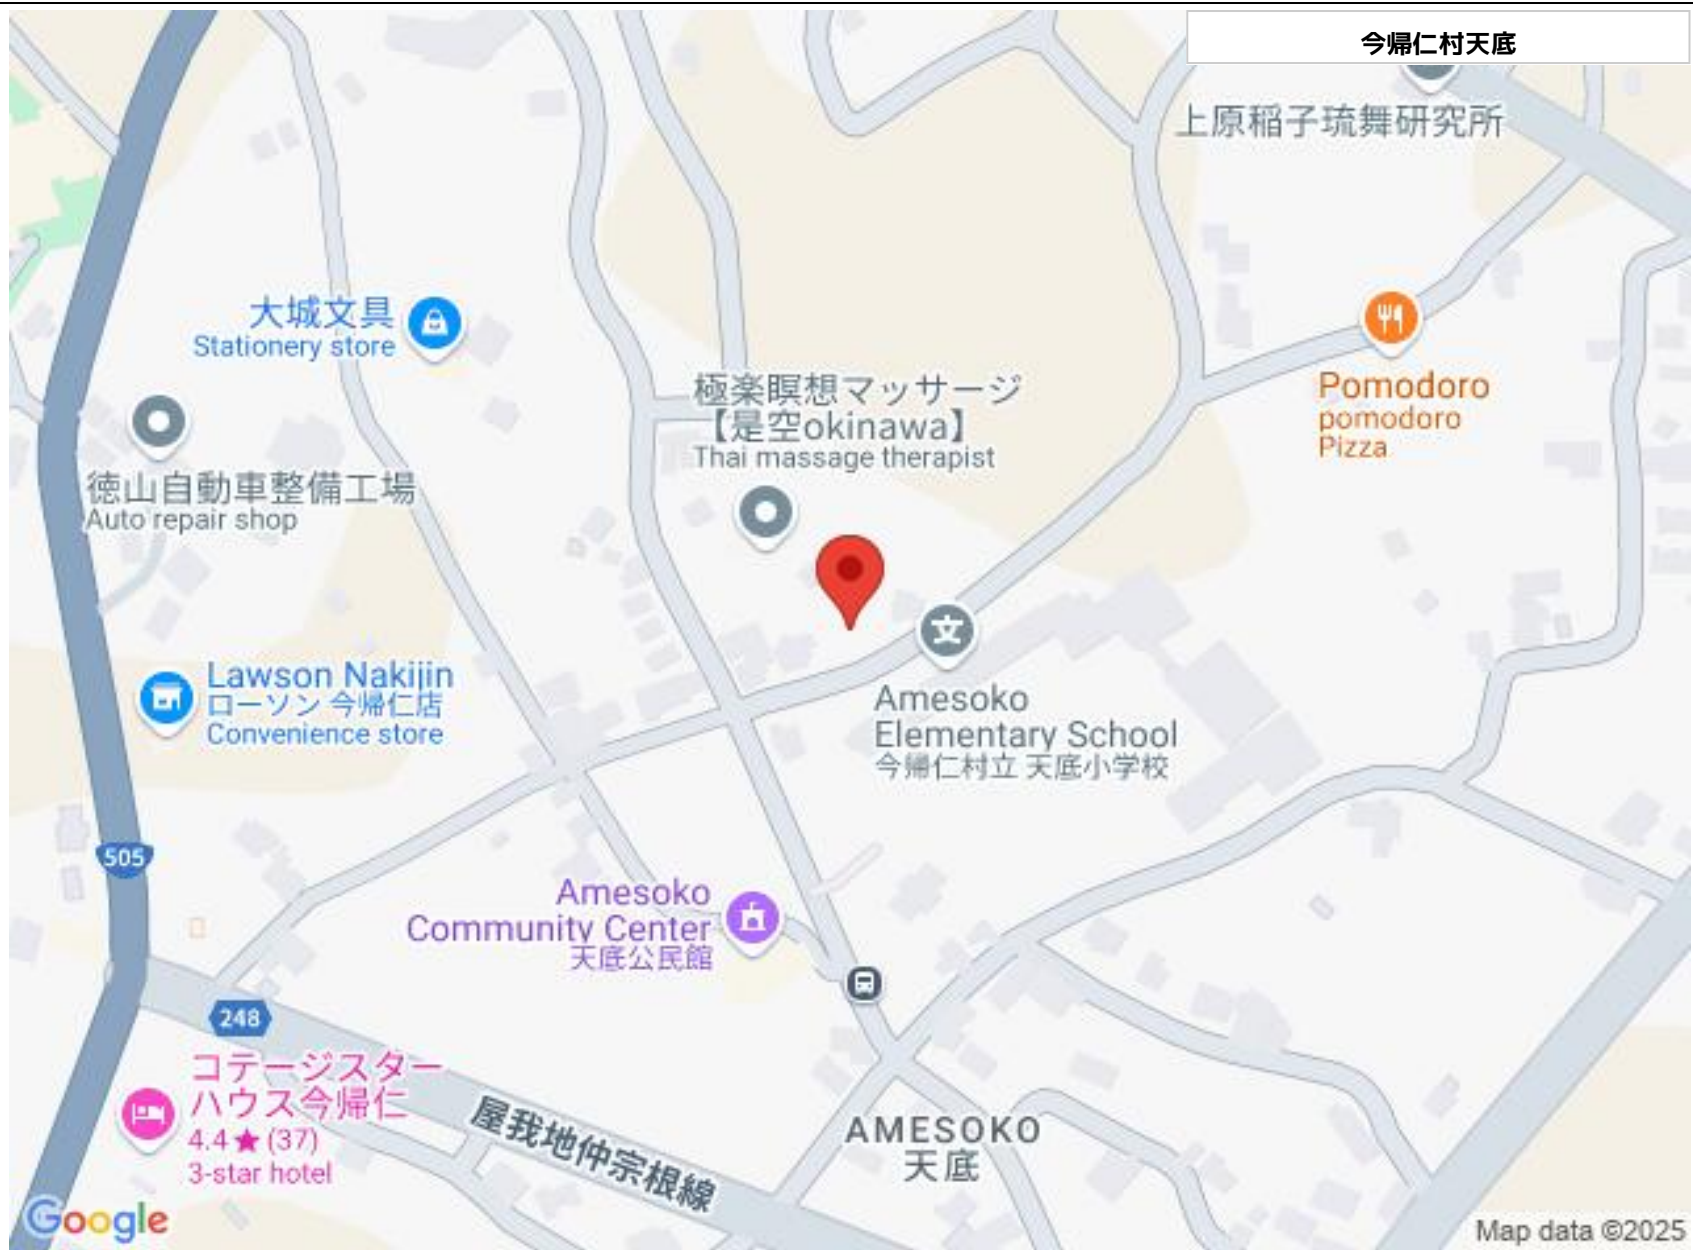 今帰仁村天底
上原稲子琉舞研究所
大城文具
Stationery store
Pomodoro
pomodoro
Pizza
極楽瞑想マッサージ
【是空okinawa】
Thai massage therapist
徳山自動車整備工場
Auto repair shop
文
Lawson Nakijin
ローソン 今帰仁店
Convenience store
Amesoko
Elementary School
今帰仁村立 天底小学校
505
Amesoko
Community Center
天底公民館
248
コテージスター
ハウス今帰仁
4.4★(37)
3-star hotel
屋我地仲宗根線
AMESOKO
天底
Google
Map data ©2025